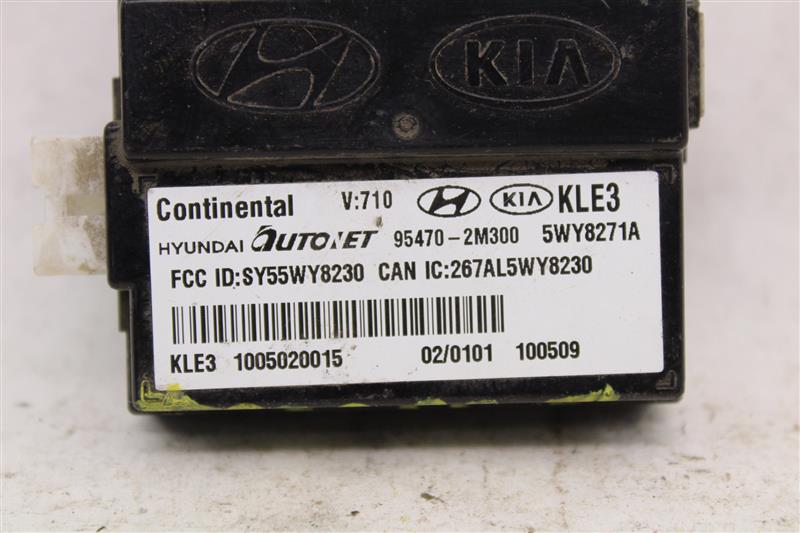 KIA
Continental V:710 KIA KLE3
HYUNDAI AUTONET 95470-2M300 5WY8271A
FCC ID:SY55WY8230 CAN IC:267AL5WY8230
KLE3 1005020015 02/0101 100509